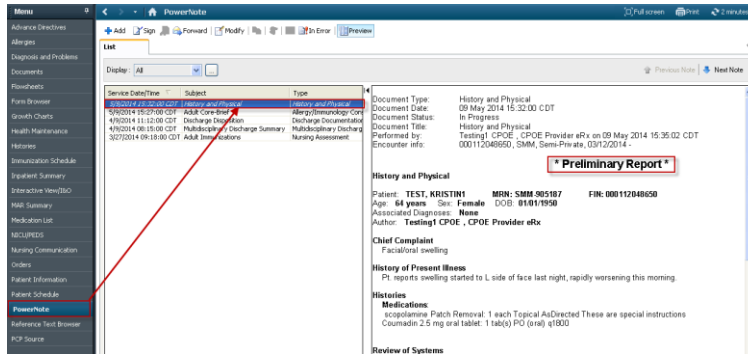 Menu
PowerNote
Full screen Print 2 minutes
Advance Directives
Allergies
Diagnosis and Problems
Documents
Flowsheets
Form Browser
Growth Charts
Health Maintenance
Histories
Immunization Schedule
Inpatient Summary
Interactive View/I&O
MAR Summary
Medication List
NICU/PEDS
Nursing Communication
Orders
Patient Information
Patient Schedule
PowerNote
Reference Text Browser
PCP Source
Add Sign Forward Modify In Error Preview
List
Display: All ...
Previous Note Next Note
Service Date/Time Subject Type
5/9/2014 15:32:00 CDT History and Physical History and Physical
5/9/2014 15:27:00 CDT Adult Core-Brief Allergy/Immunology Con
4/9/2014 11:12:00 CDT Discharge Disposition Discharge Documentation
4/9/2014 08:15:00 CDT Multidisciplinary Discharge Summary Multidisciplinary Discharg
3/27/2014 09:18:00 CDT Adult Immunizations Nursing Assessment
Document Type: History and Physical
Document Date: 09 May 2014 15:32:00 CDT
Document Status: In Progress
Document Title: History and Physical
Performed by: Testing1 CPOE , CPOE Provider eRx on 09 May 2014 15:35:02 CDT
Encounter info: 000112048650, SMM, Semi-Private, 03/12/2014 -
* Preliminary Report *
History and Physical
Patient: TEST, KRISTIN1 MRN: SMM-905187 FIN: 000112048650
Age: 64 years Sex: Female DOB: 01/01/1950
Associated Diagnoses: None
Author: Testing1 CPOE , CPOE Provider eRx
Chief Complaint
Facial/oral swelling
History of Present Illness
Pt. reports swelling started to L side of face last night, rapidly worsening this morning.
Histories
Medications:
scopolamine Patch Removal: 1 each Topical AsDirected These are special instructions
Coumadin 2.5 mg oral tablet: 1 tab(s) PO (oral) q1800
Review of Systems